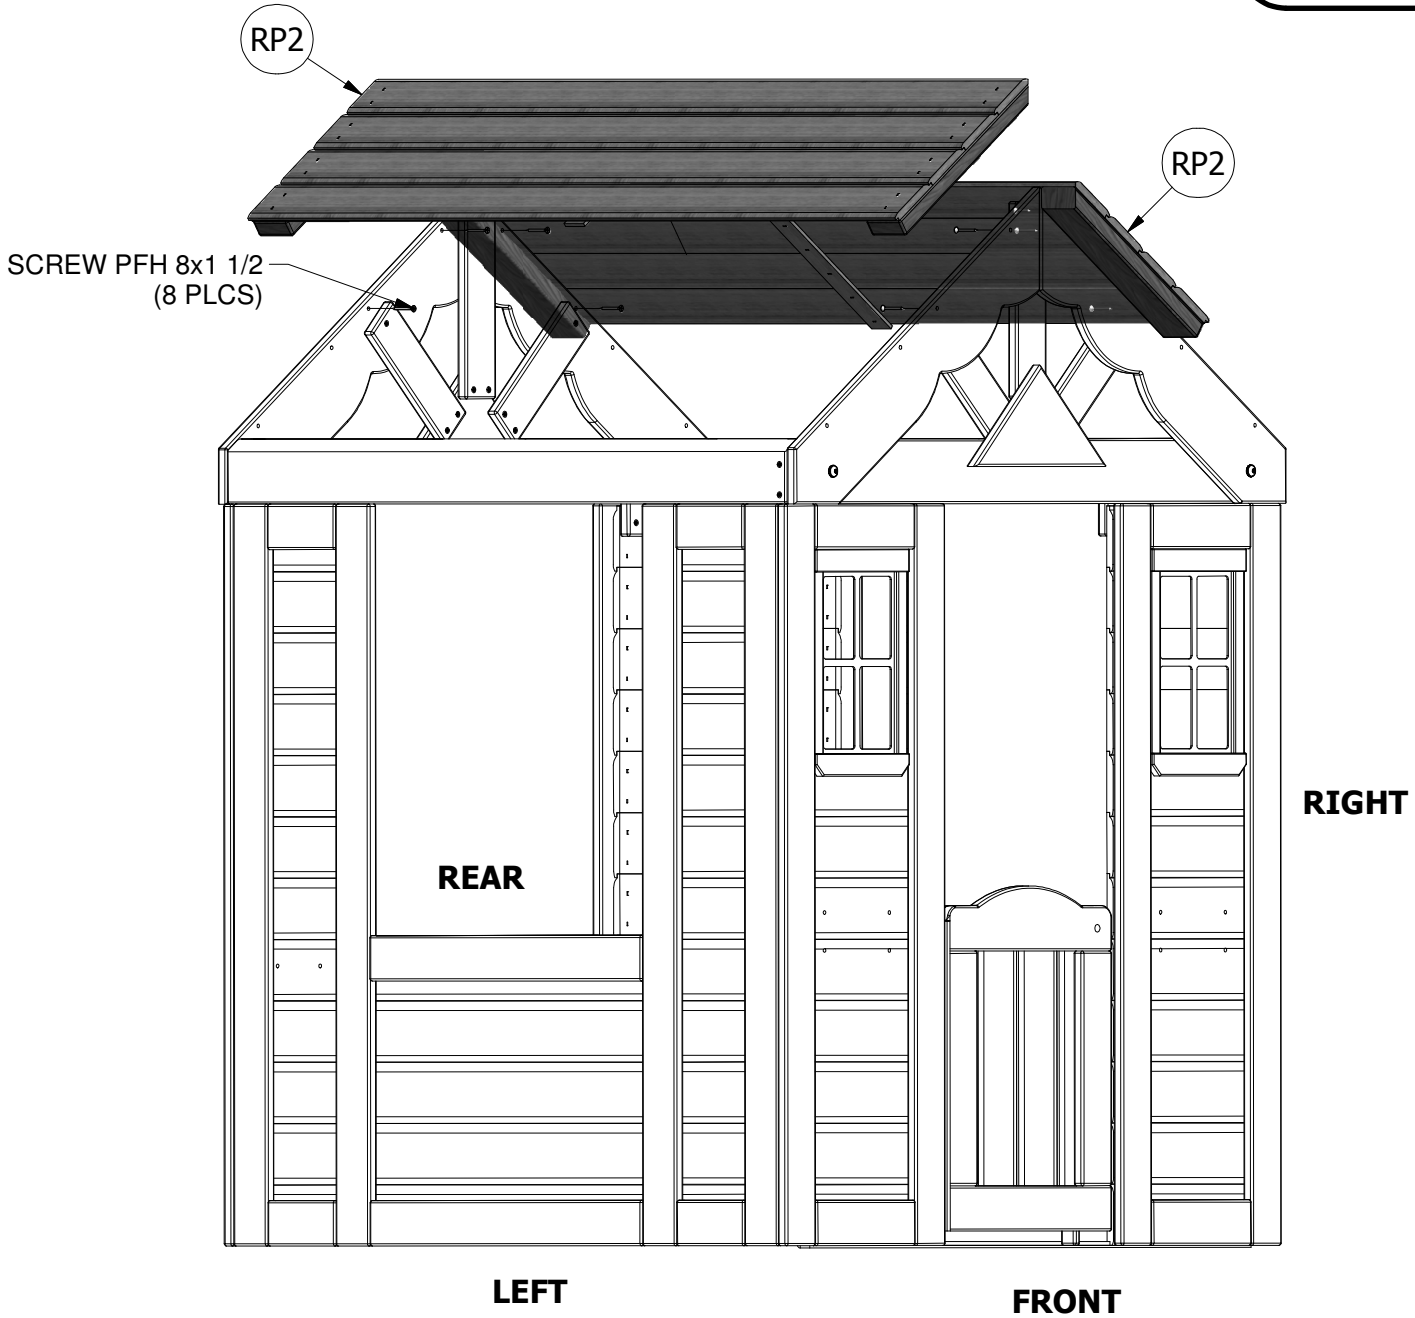 RP2
RP2
SCREW PFH 8x1 1/2
(8 PLCS)
RIGHT
REAR
LEFT
FRONT